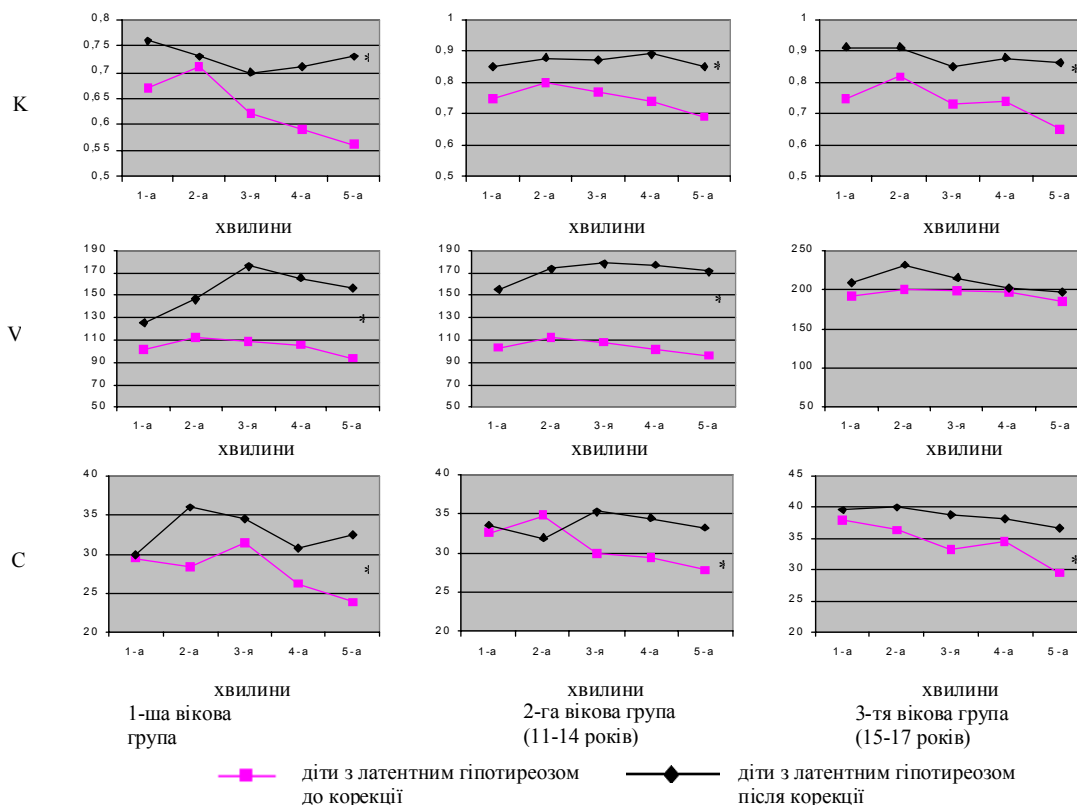 K
0,8
0,75
0,7
0,65
0,6
0,55
0,5
*
1-а 2-а 3-я 4-а 5-а
хвилини
1
0,9
0,8
0,7
0,6
0,5
*
1-а 2-а 3-я 4-а 5-а
хвилини
1
0,9
0,8
0,7
0,6
0,5
*
1-а 2-а 3-я 4-а 5-а
хвилини
V
190
170
150
130
110
90
70
50
*
1-а 2-а 3-я 4-а 5-а
хвилини
190
170
150
130
110
90
70
50
*
1-а 2-а 3-я 4-а 5-а
хвилини
250
200
150
100
50
1-а 2-а 3-я 4-а 5-а
хвилини
C
40
35
30
25
20
*
1-а 2-а 3-я 4-а 5-а
хвилини
40
35
30
25
20
*
1-а 2-а 3-я 4-а 5-а
хвилини
45
40
35
30
25
20
*
1-а 2-а 3-я 4-а 5-а
хвилини
1-ша вікова
група
2-га вікова група
(11-14 років)
3-тя вікова група
(15-17 років)
діти з латентним гіпотиреозом
до корекції
діти з латентним гіпотиреозом
після корекції